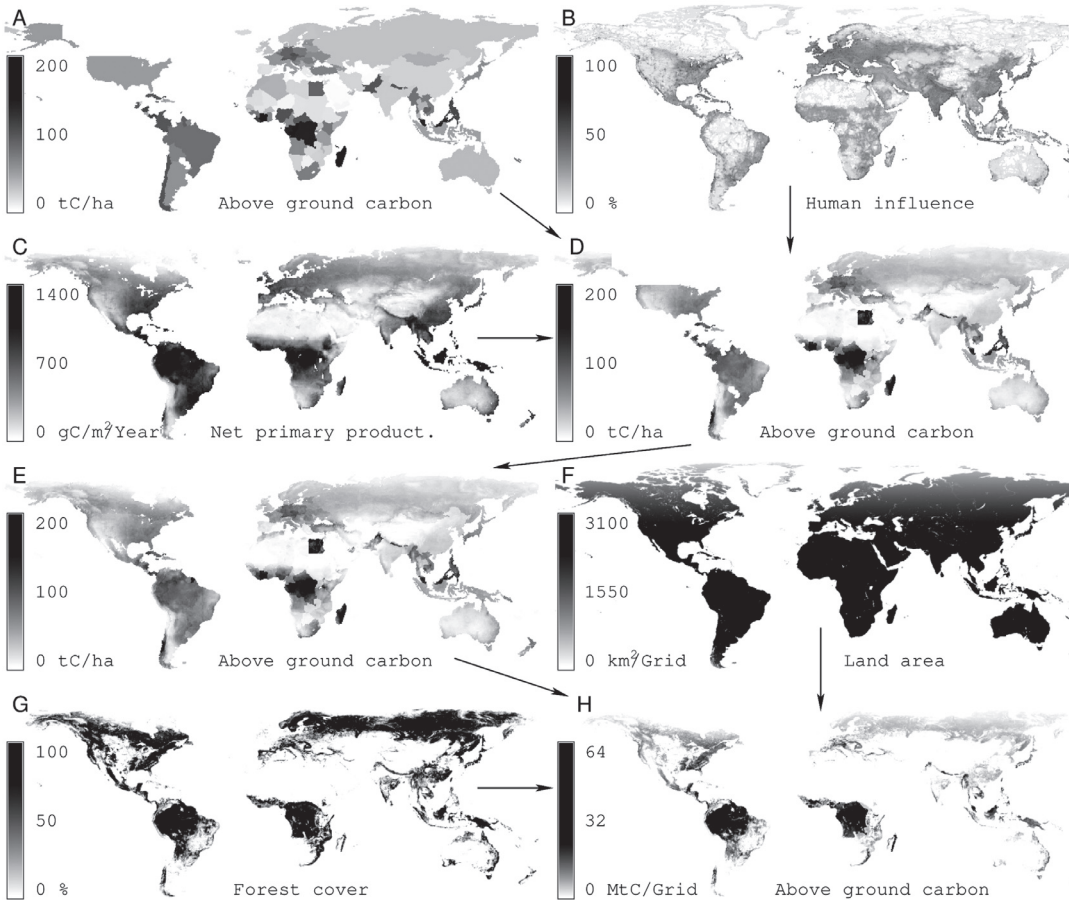 A
200
100
0 tC/ha
Above ground carbon
B
100
50
0 %
Human influence
C
1400
700
0 gC/m²/Year
Net primary product.
D
200
100
0 tC/ha
Above ground carbon
E
200
100
0 tC/ha
Above ground carbon
F
3100
1550
0 km²/Grid
Land area
G
100
50
0 %
Forest cover
H
64
32
0 MtC/Grid
Above ground carbon